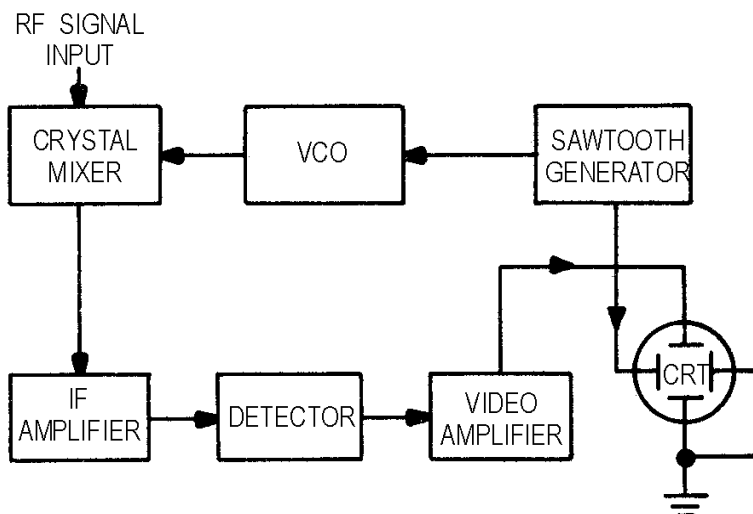 RF SIGNAL
INPUT
CRYSTAL
MIXER
VCO
SAWTOOTH
GENERATOR
IF
AMPLIFIER
DETECTOR
VIDEO
AMPLIFIER
CRT